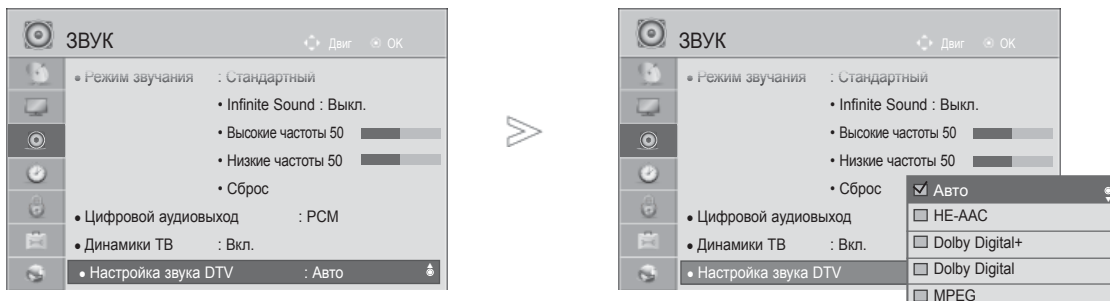 ЗВУК
Двиг OK
• Режим звучания : Стандартный
• Infinite Sound : Выкл.
• Высокие частоты 50
• Низкие частоты 50
• Сброс
• Цифровой аудиовыход : PCM
• Динамики ТВ : Вкл.
• Настройка звука DTV : Авто
ЗВУК
Двиг OK
• Режим звучания : Стандартный
• Infinite Sound : Выкл.
• Высокие частоты 50
• Низкие частоты 50
• Сброс
• Цифровой аудиовыход
• Динамики ТВ : Вкл.
• Настройка звука DTV
Авто
HE-AAC
Dolby Digital+
Dolby Digital
MPEG